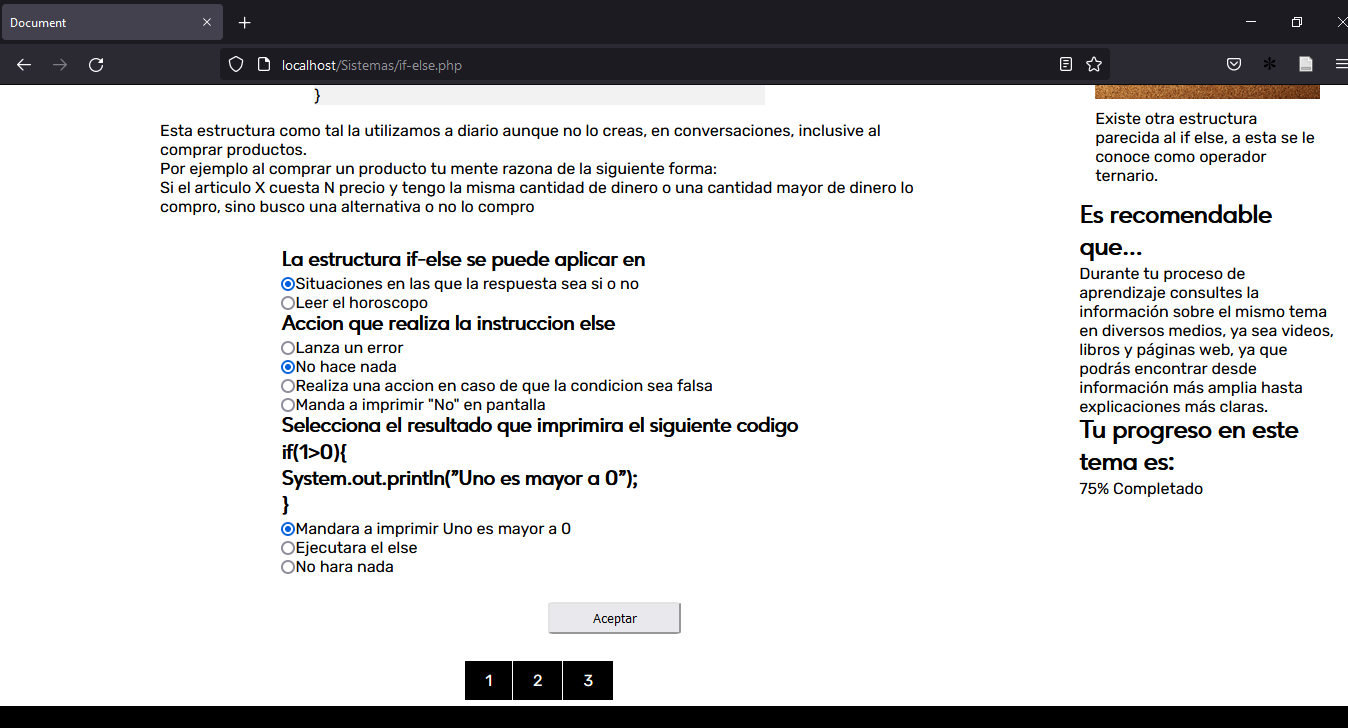 Document
localhost/Sistemas/if-else.php
}
Esta estructura como tal la utilizamos a diario aunque no lo creas, en conversaciones, inclusive al
comprar productos.
Por ejemplo al comprar un producto tu mente razona de la siguiente forma:
Si el articulo X cuesta N precio y tengo la misma cantidad de dinero o una cantidad mayor de dinero lo
compro, sino busco una alternativa o no lo compro
La estructura if-else se puede aplicar en
Situaciones en las que la respuesta sea si o no
Leer el horoscopo
Accion que realiza la instruccion else
Lanza un error
No hace nada
Realiza una accion en caso de que la condicion sea falsa
Manda a imprimir "No" en pantalla
Selecciona el resultado que imprimira el siguiente codigo
if(1>0){
System.out.println("Uno es mayor a 0");
}
Mandara a imprimir Uno es mayor a 0
Ejecutara el else
No hara nada
Aceptar
1 2 3
Existe otra estructura
parecida al if else, a esta se le
conoce como operador
ternario.
Es recomendable
que...
Durante tu proceso de
aprendizaje consultes la
información sobre el mismo tema
en diversos medios, ya sea videos,
libros y páginas web, ya que
podrás encontrar desde
información más amplia hasta
explicaciones más claras.
Tu progreso en este
tema es:
75% Completado